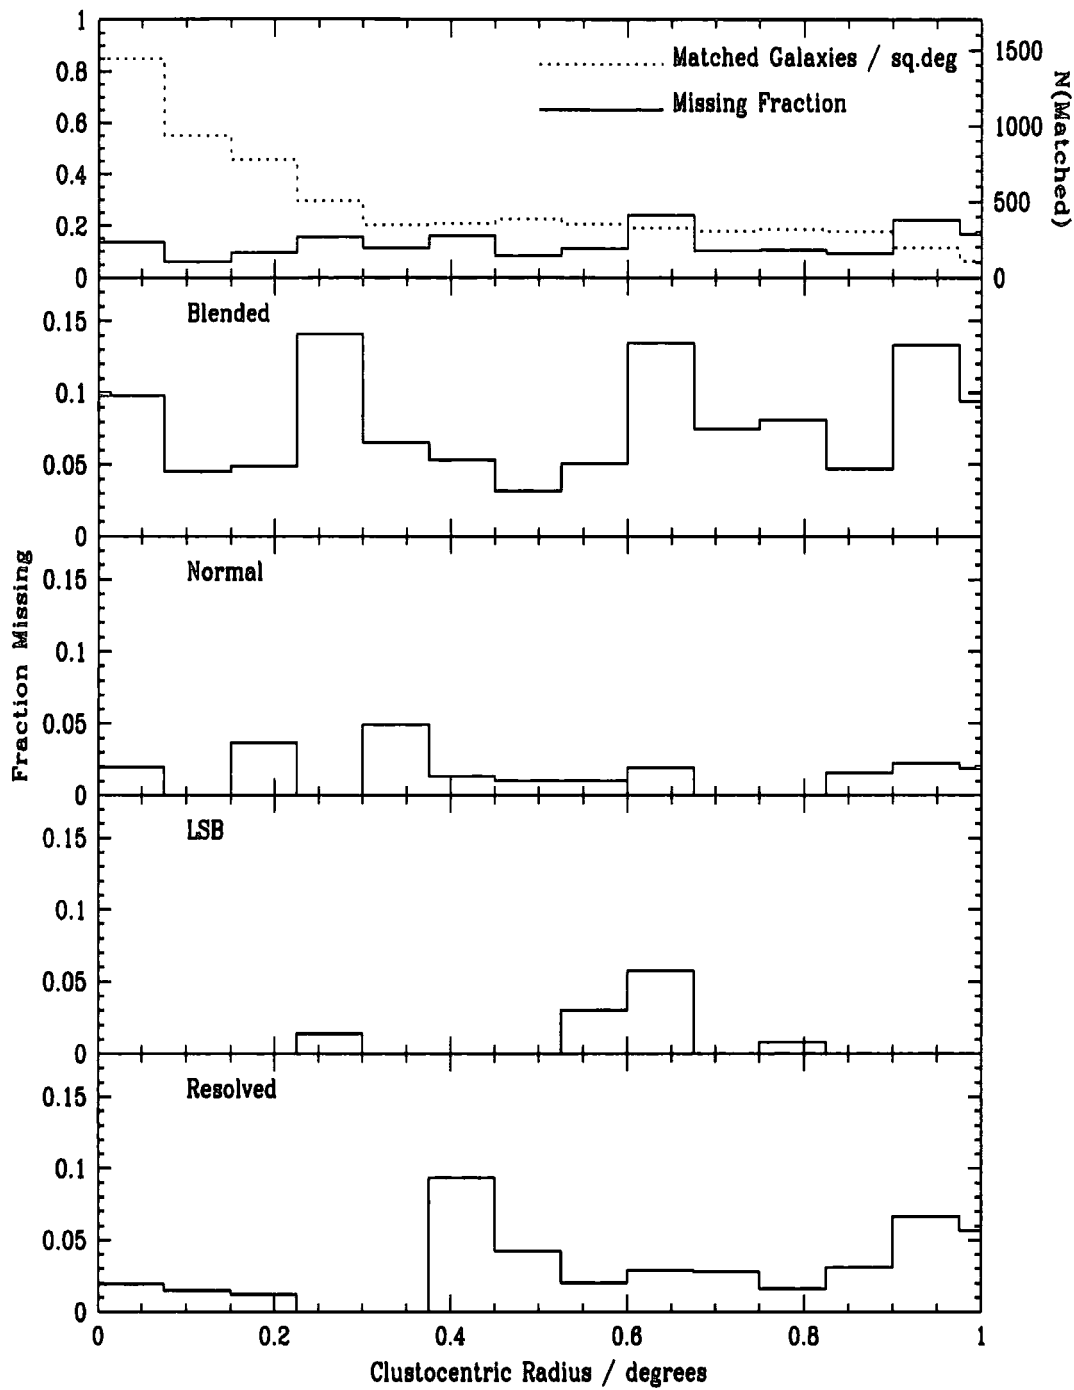 1
0.8
0.6
0.4
0.2
0
Matched Galaxies / sq.deg
Missing Fraction
1500
1000
500
0
N(Matched)
Blended
0.15
0.1
0.05
0
Normal
0.15
0.1
0.05
0
Fraction Missing
LSB
0.15
0.1
0.05
0
Resolved
0.15
0.1
0.05
0
0 0.2 0.4 0.6 0.8 1
Clustocentric Radius / degrees